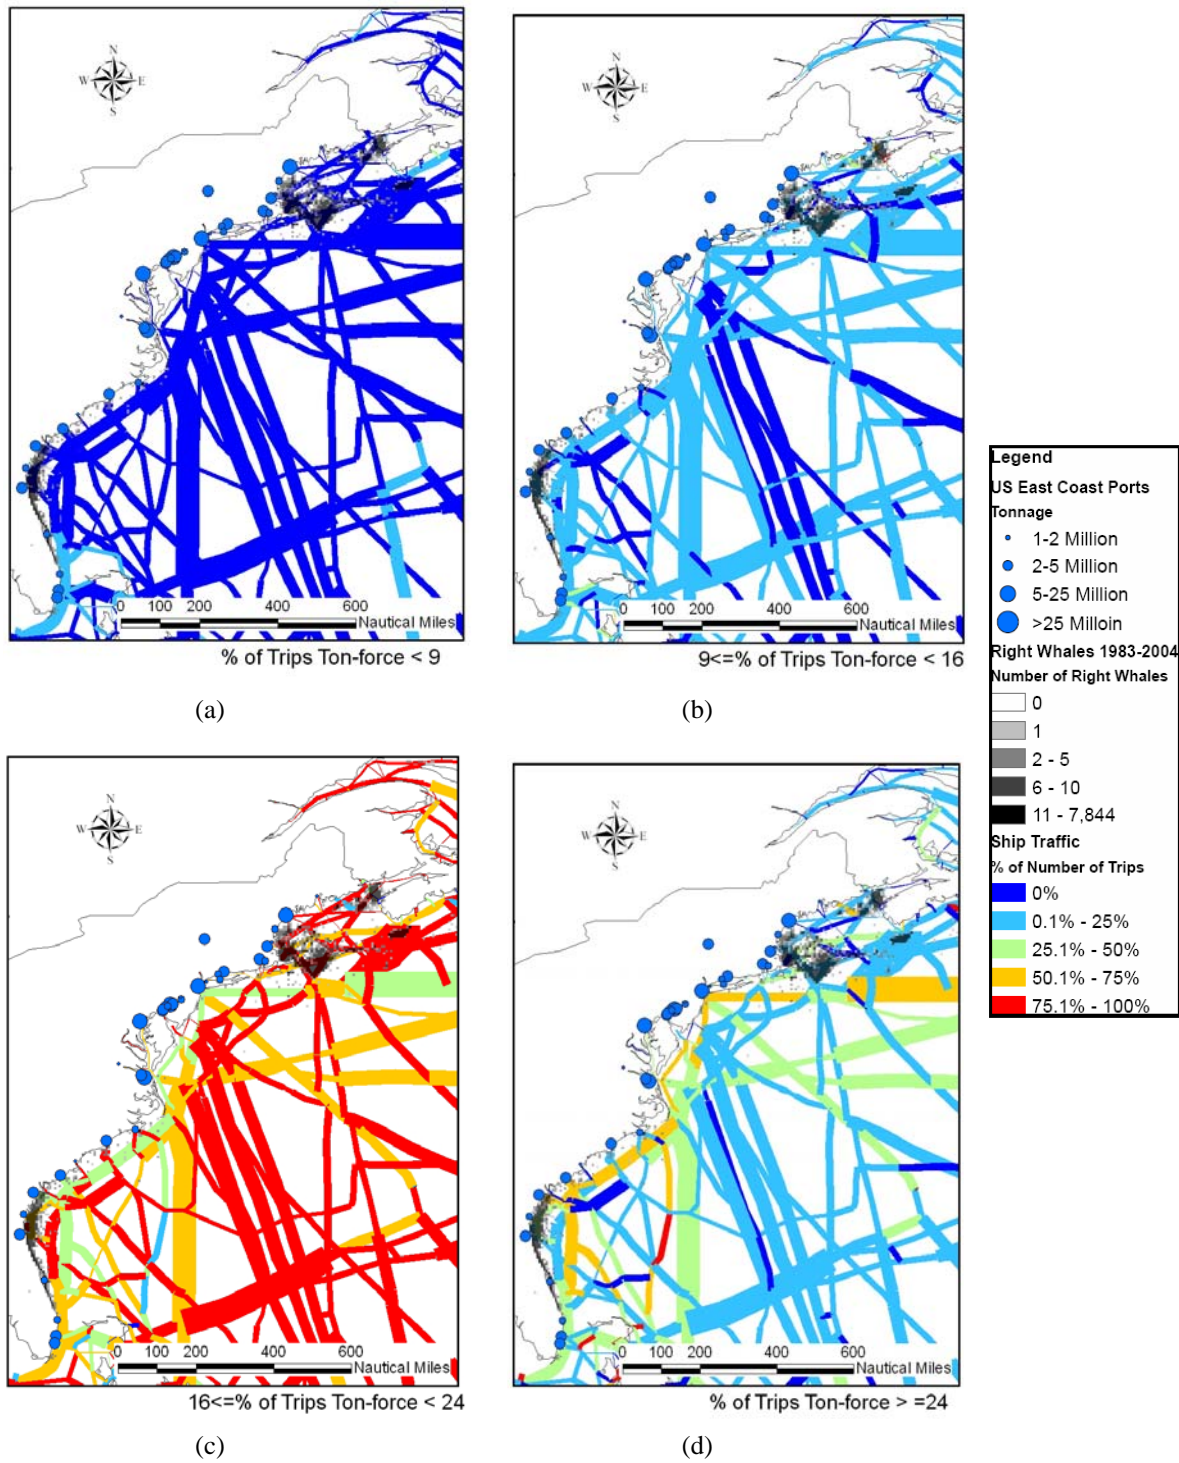 N
W E
S
0 100 200 400 600
Nautical Miles
% of Trips Ton-force < 9
(a)
N
W E
S
0 100 200 400 600
Nautical Miles
9<=% of Trips Ton-force < 16
(b)
Legend
US East Coast Ports
Tonnage
1-2 Million
2-5 Million
5-25 Million
>25 Milloin
Right Whales 1983-2004
Number of Right Whales
0
1
2 - 5
6 - 10
11 - 7,844
Ship Traffic
% of Number of Trips
0%
0.1% - 25%
25.1% - 50%
50.1% - 75%
75.1% - 100%
N
W E
S
0 100 200 400 600
Nautical Miles
16<=% of Trips Ton-force < 24
(c)
N
W E
S
0 100 200 400 600
Nautical Miles
% of Trips Ton-force > =24
(d)